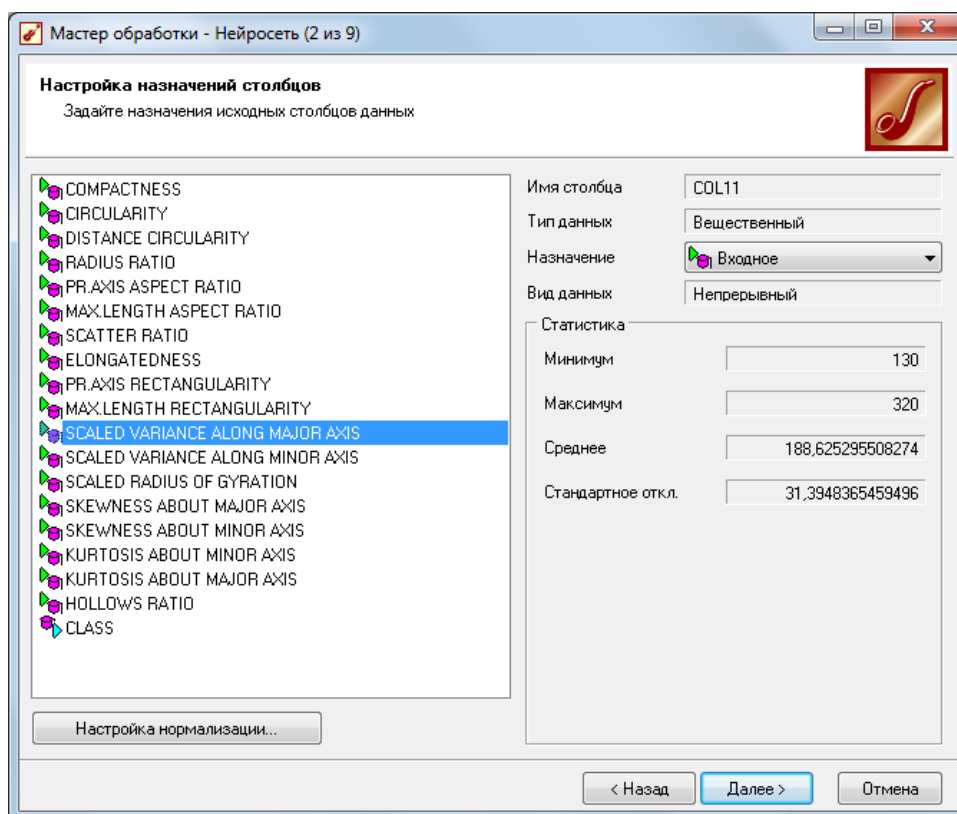 Мастер обработки - Нейросеть (2 из 9)
Настройка назначений столбцов
Задайте назначения исходных столбцов данных
COMPACTNESS
CIRCULARITY
DISTANCE CIRCULARITY
RADIUS RATIO
PR.AXIS ASPECT RATIO
MAX.LENGTH ASPECT RATIO
SCATTER RATIO
ELONGATEDNESS
PR.AXIS RECTANGULARITY
MAX.LENGTH RECTANGULARITY
SCALED VARIANCE ALONG MAJOR AXIS
SCALED VARIANCE ALONG MINOR AXIS
SCALED RADIUS OF GYRATION
SKEWNESS ABOUT MAJOR AXIS
SKEWNESS ABOUT MINOR AXIS
KURTOSIS ABOUT MINOR AXIS
KURTOSIS ABOUT MAJOR AXIS
HOLLOWS RATIO
CLASS
Настройка нормализации...
Имя столбца COL11
Тип данных Вещественный
Назначение Входное
Вид данных Непрерывный
Статистика
Минимум 130
Максимум 320
Среднее 188,625295508274
Стандартное откл. 31,3948365459496
< Назад Далее > Отмена